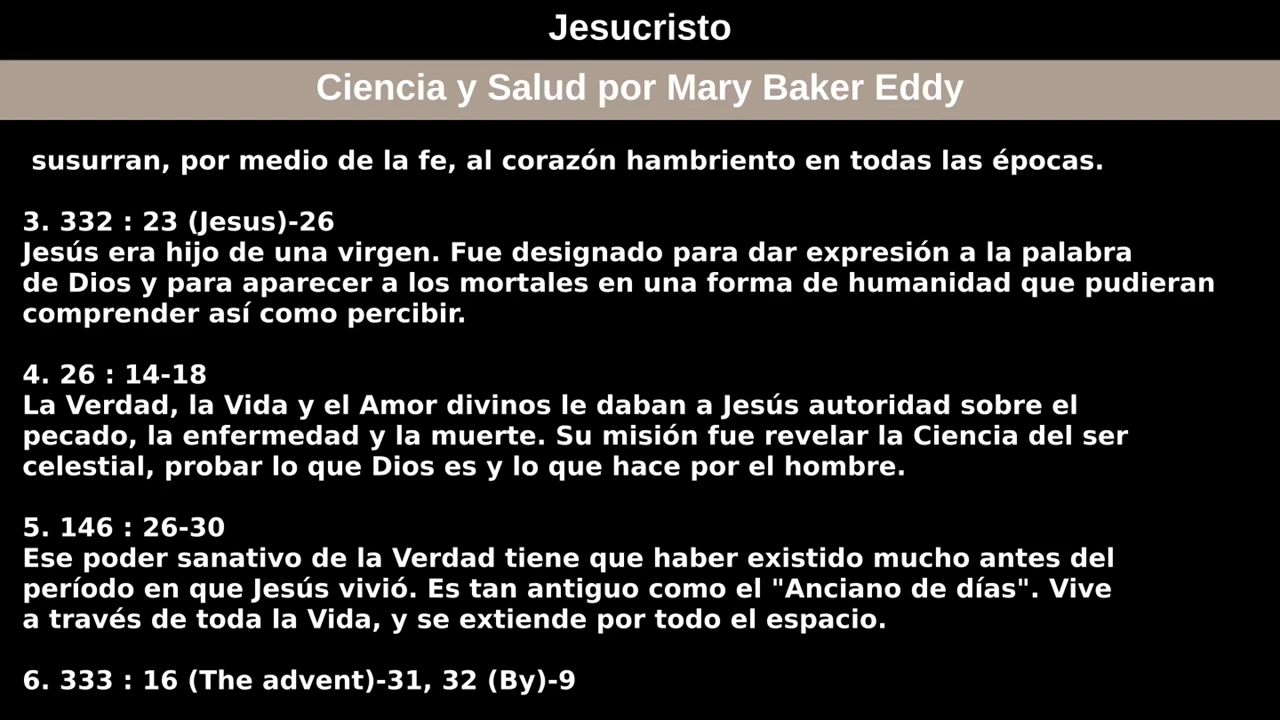 Jesucristo
Ciencia y Salud por Mary Baker Eddy
susurran, por medio de la fe, al corazón hambriento en todas las épocas.
3. 332 : 23 (Jesus)-26
Jesús era hijo de una virgen. Fue designado para dar expresión a la palabra
de Dios y para aparecer a los mortales en una forma de humanidad que pudieran
comprender así como percibir.
4. 26 : 14-18
La Verdad, la Vida y el Amor divinos le daban a Jesús autoridad sobre el
pecado, la enfermedad y la muerte. Su misión fue revelar la Ciencia del ser
celestial, probar lo que Dios es y lo que hace por el hombre.
5. 146 : 26-30
Ese poder sanativo de la Verdad tiene que haber existido mucho antes del
período en que Jesús vivió. Es tan antiguo como el "Anciano de días". Vive
a través de toda la Vida, y se extiende por todo el espacio.
6. 333 : 16 (The advent)-31, 32 (By)-9